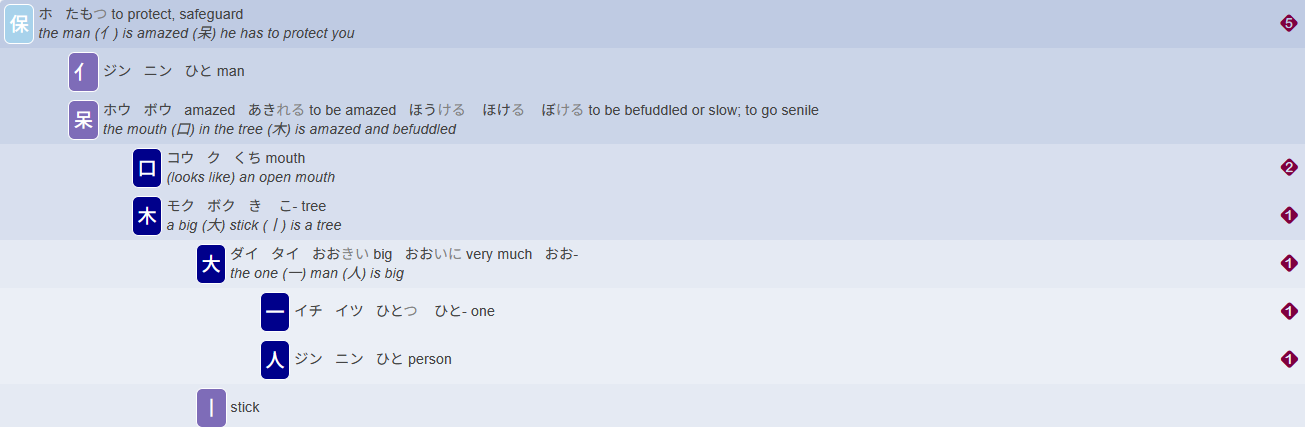 保 ホ たもつ to protect, safeguard 5
the man (亻) is amazed (呆) he has to protect you
亻 ジン ニン ひと man
呆 ホウ ボウ amazed あきれる to be amazed ほうける ほける ぼける to be befuddled or slow; to go senile
the mouth (口) in the tree (木) is amazed and befuddled
口 コウ ク くち mouth 2
(looks like) an open mouth
木 モク ボク き こ- tree 1
a big (大) stick (丨) is a tree
大 ダイ タイ おおきい big おおいに very much おお- 1
the one (一) man (人) is big
一 イチ イツ ひとつ ひと- one 1
人 ジン ニン ひと person 1
丨 stick